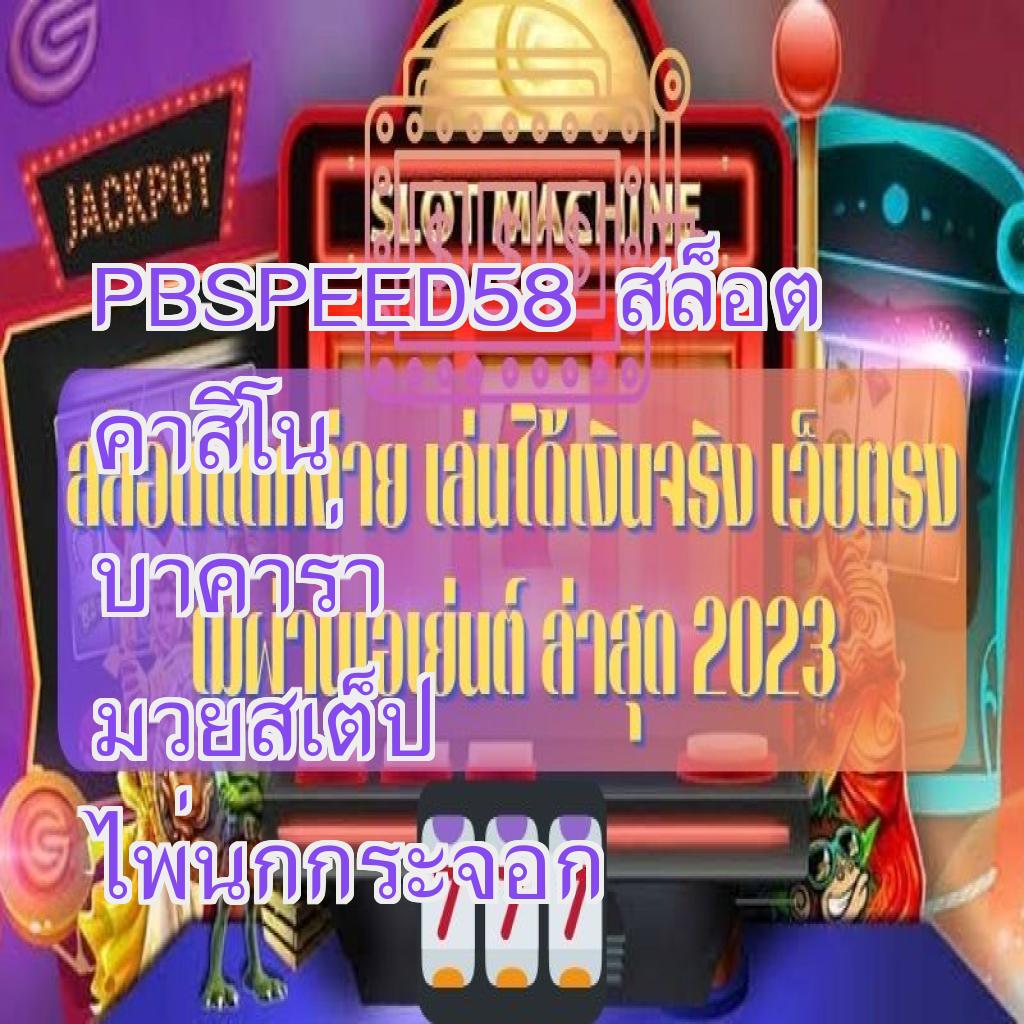 JACKPOT
SLOT MACHINE
PBSPEED58 สล็อต
คาสิโน
เล่นได้เงินจริง เว็บตรง
บาคาร่า
ล่าสุด 2023
มวยสเต็ป
ไพ่นกกระจอก
777